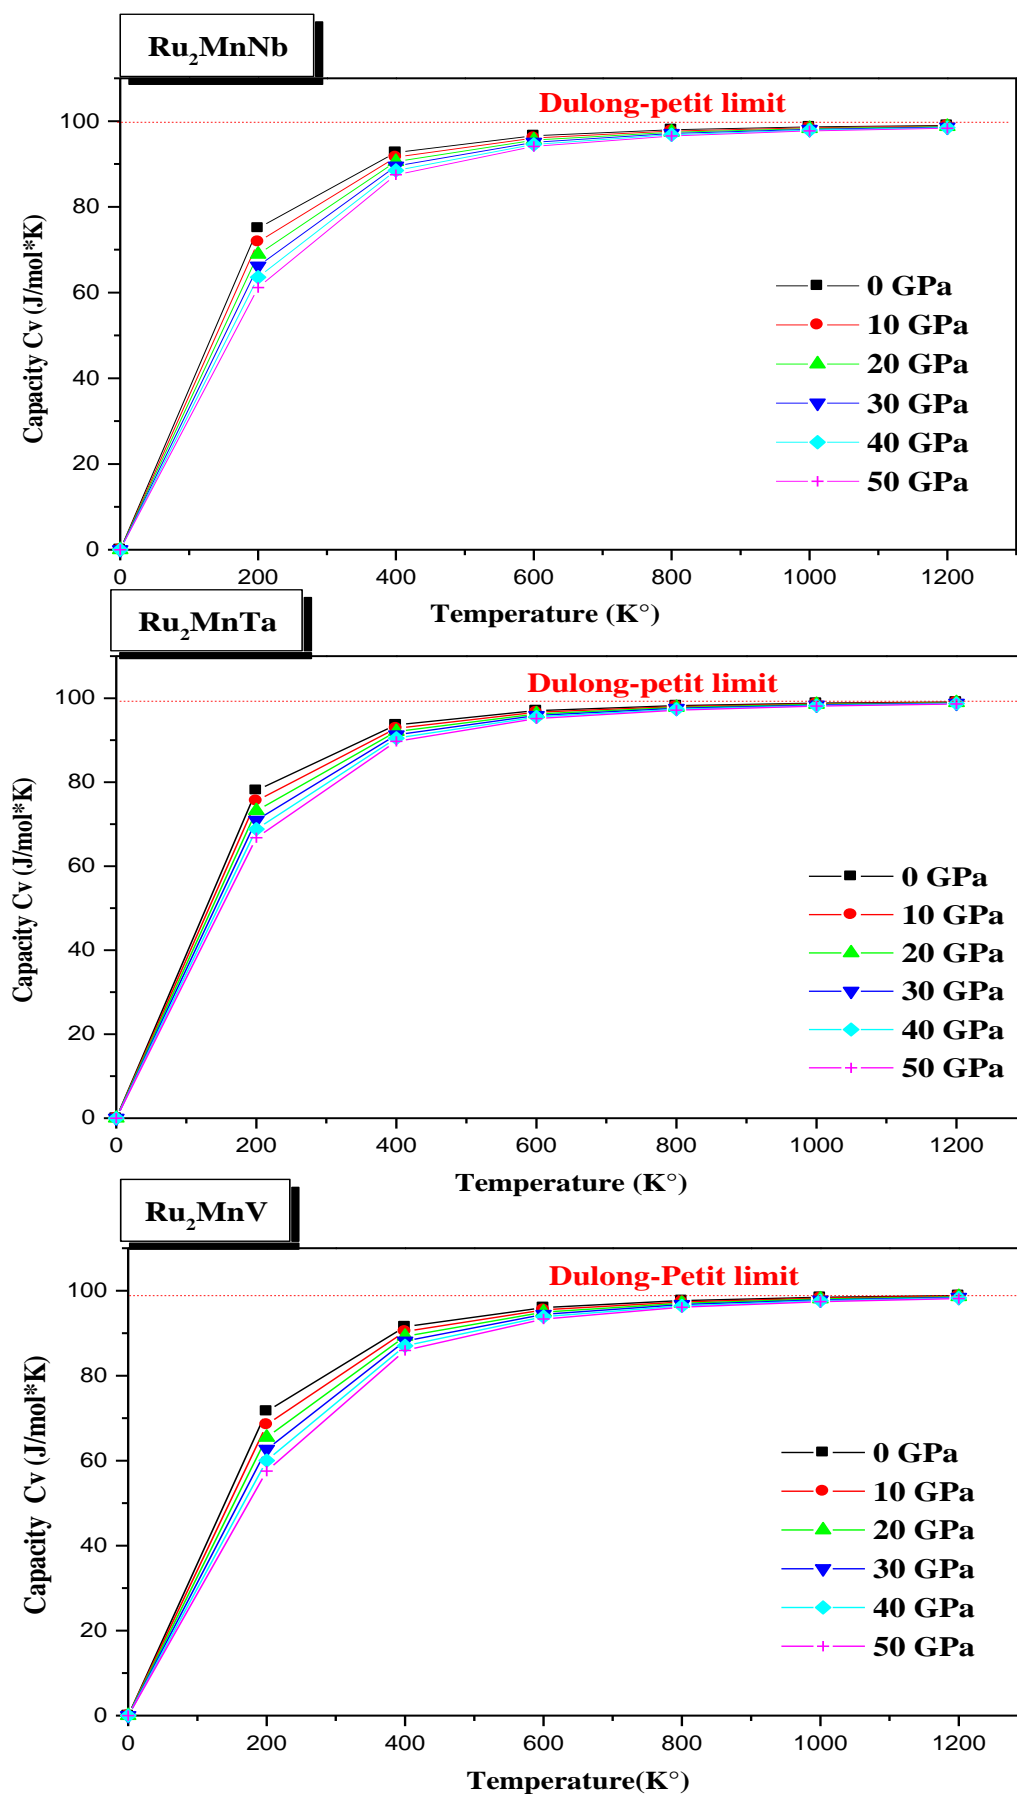 Ru₂MnNb
Dulong-petit limit
Capacity Cv (J/mol*K)
100
80
60
40
20
0
0 GPa
10 GPa
20 GPa
30 GPa
40 GPa
50 GPa
0 200 400 600 800 1000 1200
Temperature (K°)
Ru₂MnTa
Dulong-petit limit
Capacity Cv (J/mol*K)
100
80
60
40
20
0
0 GPa
10 GPa
20 GPa
30 GPa
40 GPa
50 GPa
0 200 400 600 800 1000 1200
Temperature (K°)
Ru₂MnV
Dulong-Petit limit
Capacity Cv (J/mol*K)
100
80
60
40
20
0
0 GPa
10 GPa
20 GPa
30 GPa
40 GPa
50 GPa
0 200 400 600 800 1000 1200
Temperature(K°)